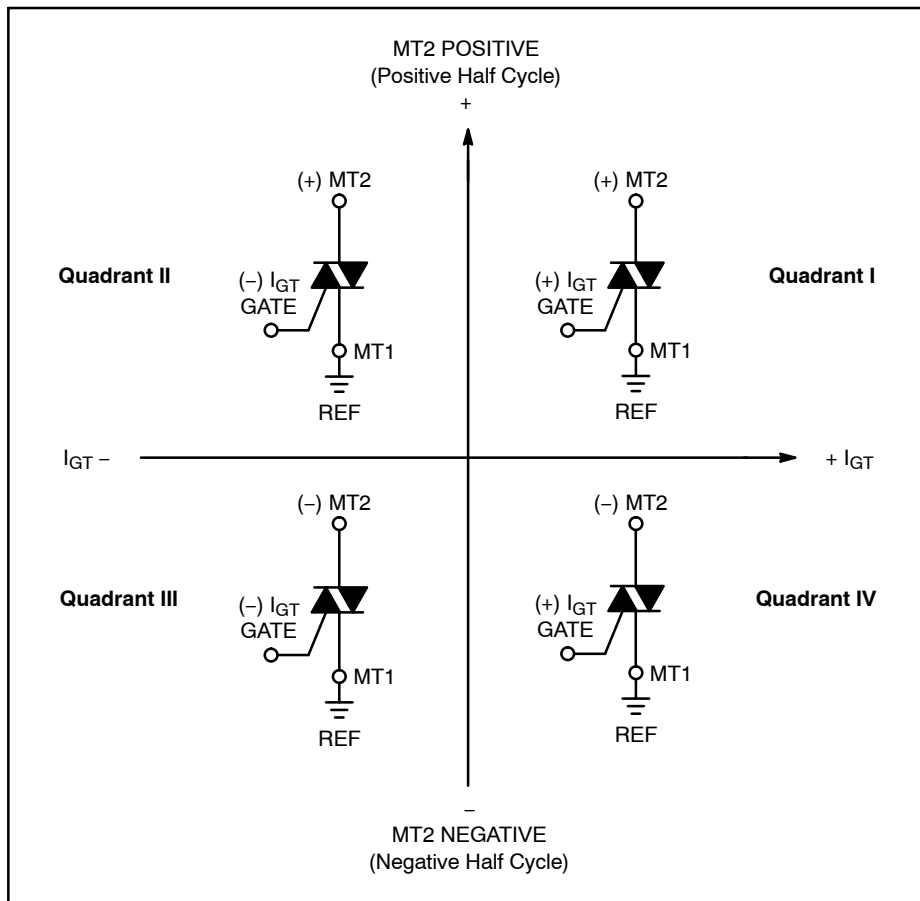 MT2 POSITIVE
(Positive Half Cycle)
+
(+) MT2
(+) MT2
Quadrant II
(−) IGT
GATE
MT1
REF
(+) IGT
GATE
MT1
REF
Quadrant I
IGT −
+ IGT
(−) MT2
(−) MT2
Quadrant III
(−) IGT
GATE
MT1
REF
(+) IGT
GATE
MT1
REF
Quadrant IV
−
MT2 NEGATIVE
(Negative Half Cycle)